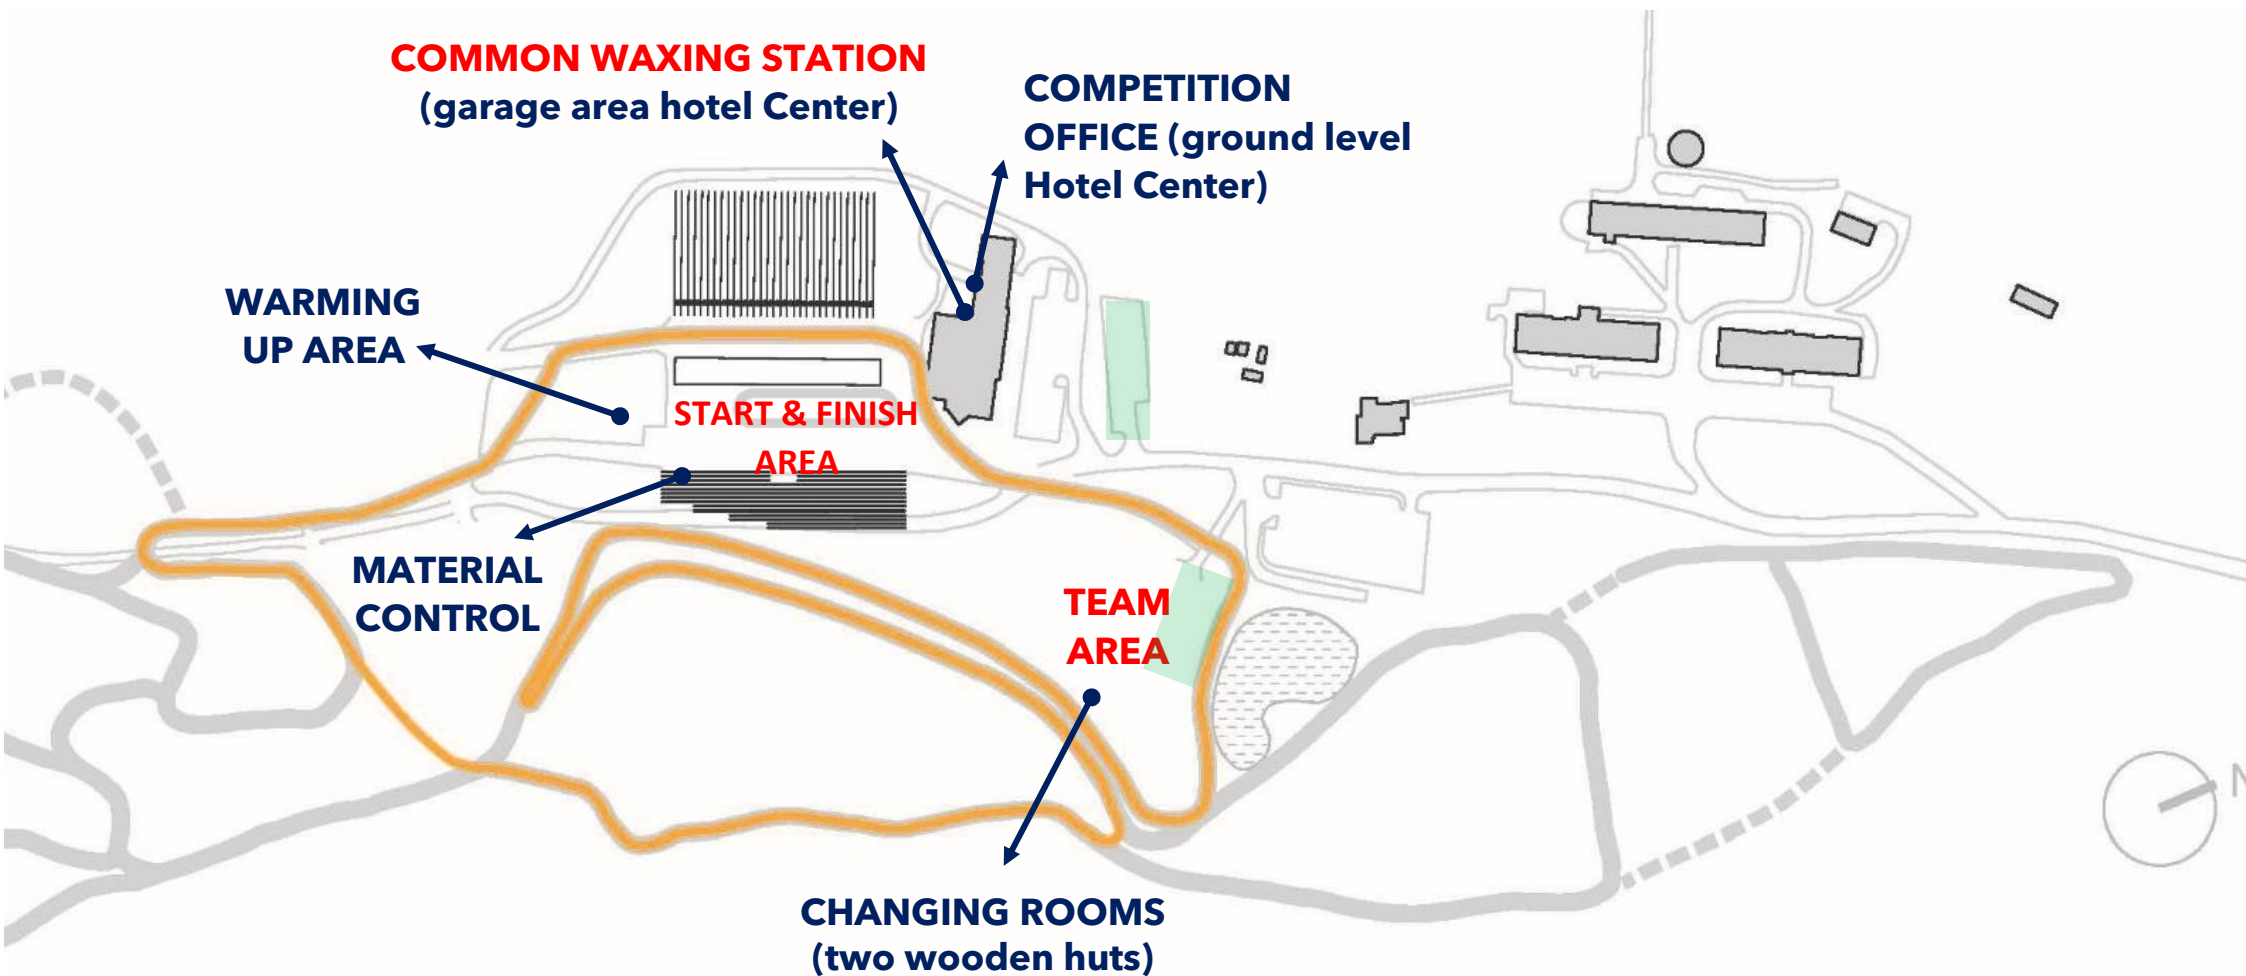 COMMON WAXING STATION
(garage area hotel Center)
COMPETITION
OFFICE (ground level
Hotel Center)
WARMING
UP AREA
START & FINISH
AREA
MATERIAL
CONTROL
TEAM
AREA
CHANGING ROOMS
(two wooden huts)